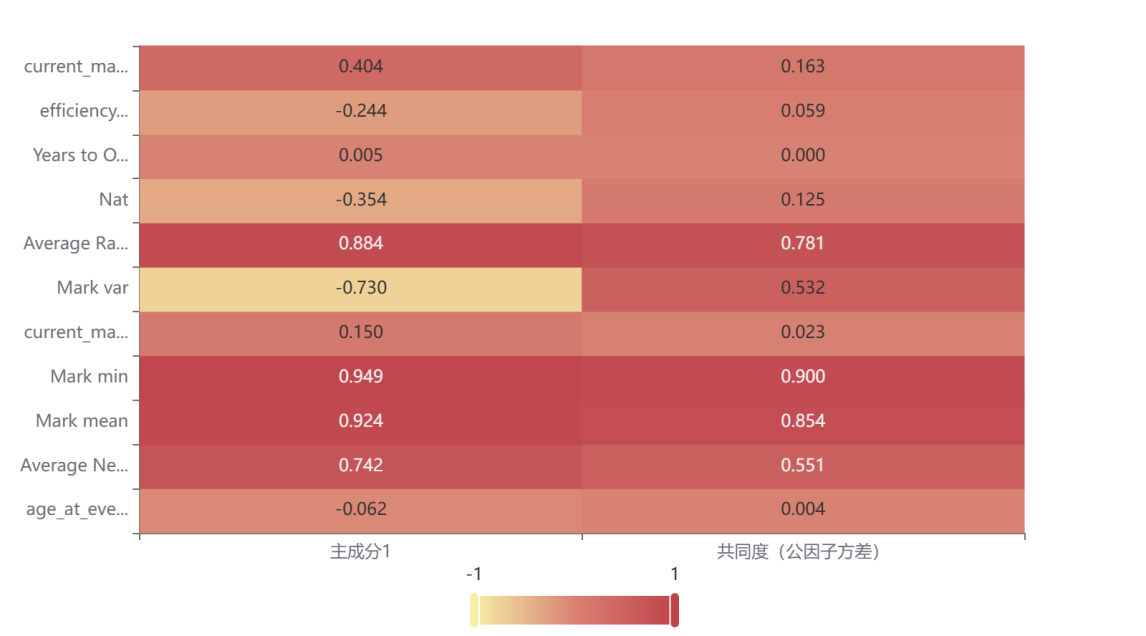 current_ma... 0.404 0.163
efficiency... -0.244 0.059
Years to O... 0.005 0.000
Nat -0.354 0.125
Average Ra... 0.884 0.781
Mark var -0.730 0.532
current_ma... 0.150 0.023
Mark min 0.949 0.900
Mark mean 0.924 0.854
Average Ne... 0.742 0.551
age_at_eve... -0.062 0.004
主成分1 共同度（公因子方差）
-1 1